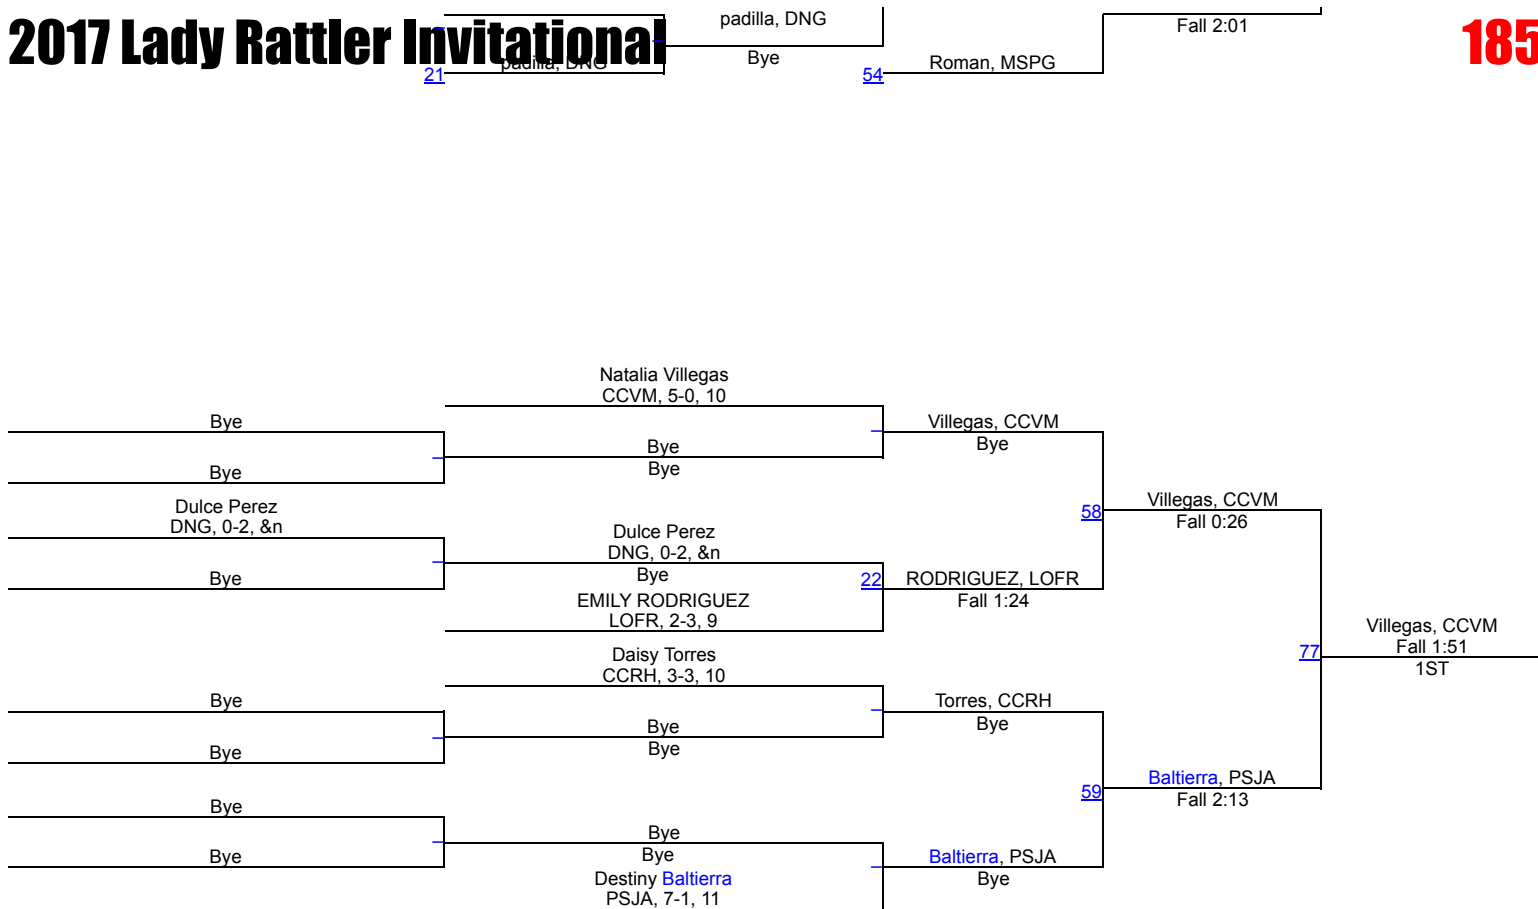 2017 Lady Rattler Invitational
185
padilla, DNG
Bye
padilla, DNG
21
54
Roman, MSPG
Fall 2:01
Natalia Villegas
CCVM, 5-0, 10
Bye
Bye
Bye
Bye
Villegas, CCVM
Bye
Dulce Perez
DNG, 0-2, &n
Bye
Dulce Perez
DNG, 0-2, &n
Bye
EMILY RODRIGUEZ
LOFR, 2-3, 9
22
RODRIGUEZ, LOFR
Fall 1:24
58
Villegas, CCVM
Fall 0:26
Daisy Torres
CCRH, 3-3, 10
Bye
Bye
Bye
Bye
Torres, CCRH
Bye
77
Villegas, CCVM
Fall 1:51
1ST
59
Baltierra, PSJA
Fall 2:13
Bye
Bye
Bye
Bye
Destiny Baltierra
PSJA, 7-1, 11
Baltierra, PSJA
Bye